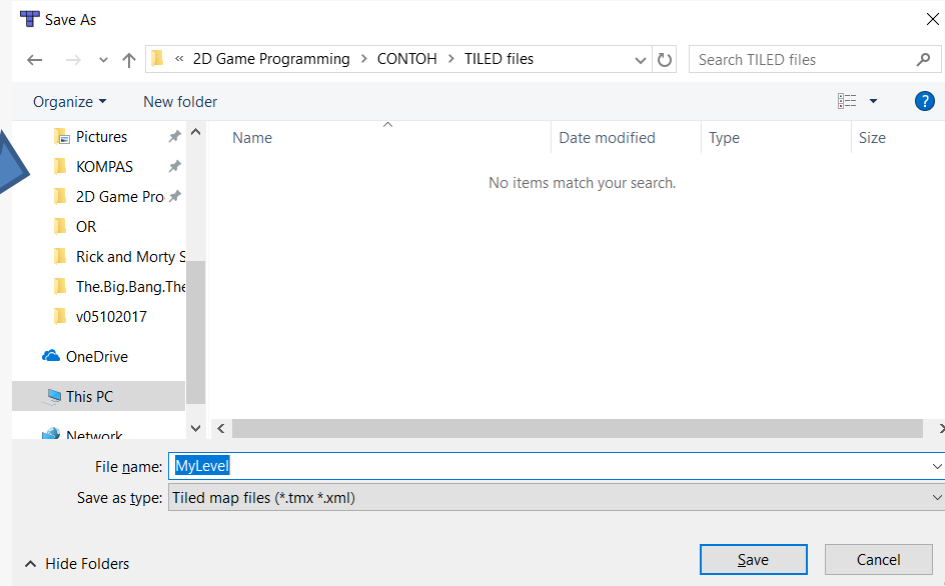 Save As
« 2D Game Programming > CONTOH > TILED files
Search TILED files
Organize
New folder
?
Name
Date modified
Type
Size
No items match your search.
Pictures
KOMPAS
2D Game Pro
OR
Rick and Morty S
The.Big.Bang.The
v05102017
OneDrive
This PC
Network
File name: MyLevel
Save as type: Tiled map files (*.tmx *.xml)
Hide Folders
Save
Cancel